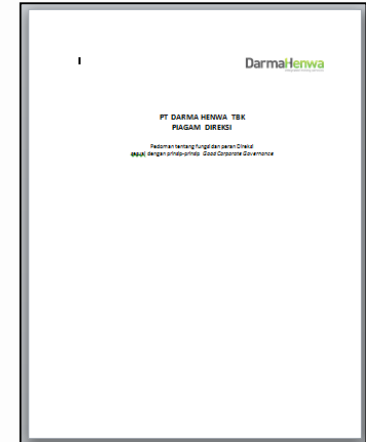 DarmaHenwa
PT DARMA HENWA TBK
PIAGAM DIREKSI
Pedoman tentang fungsi dan peran Direksi
sesuai dengan prinsip-prinsip Good Corporate Governance